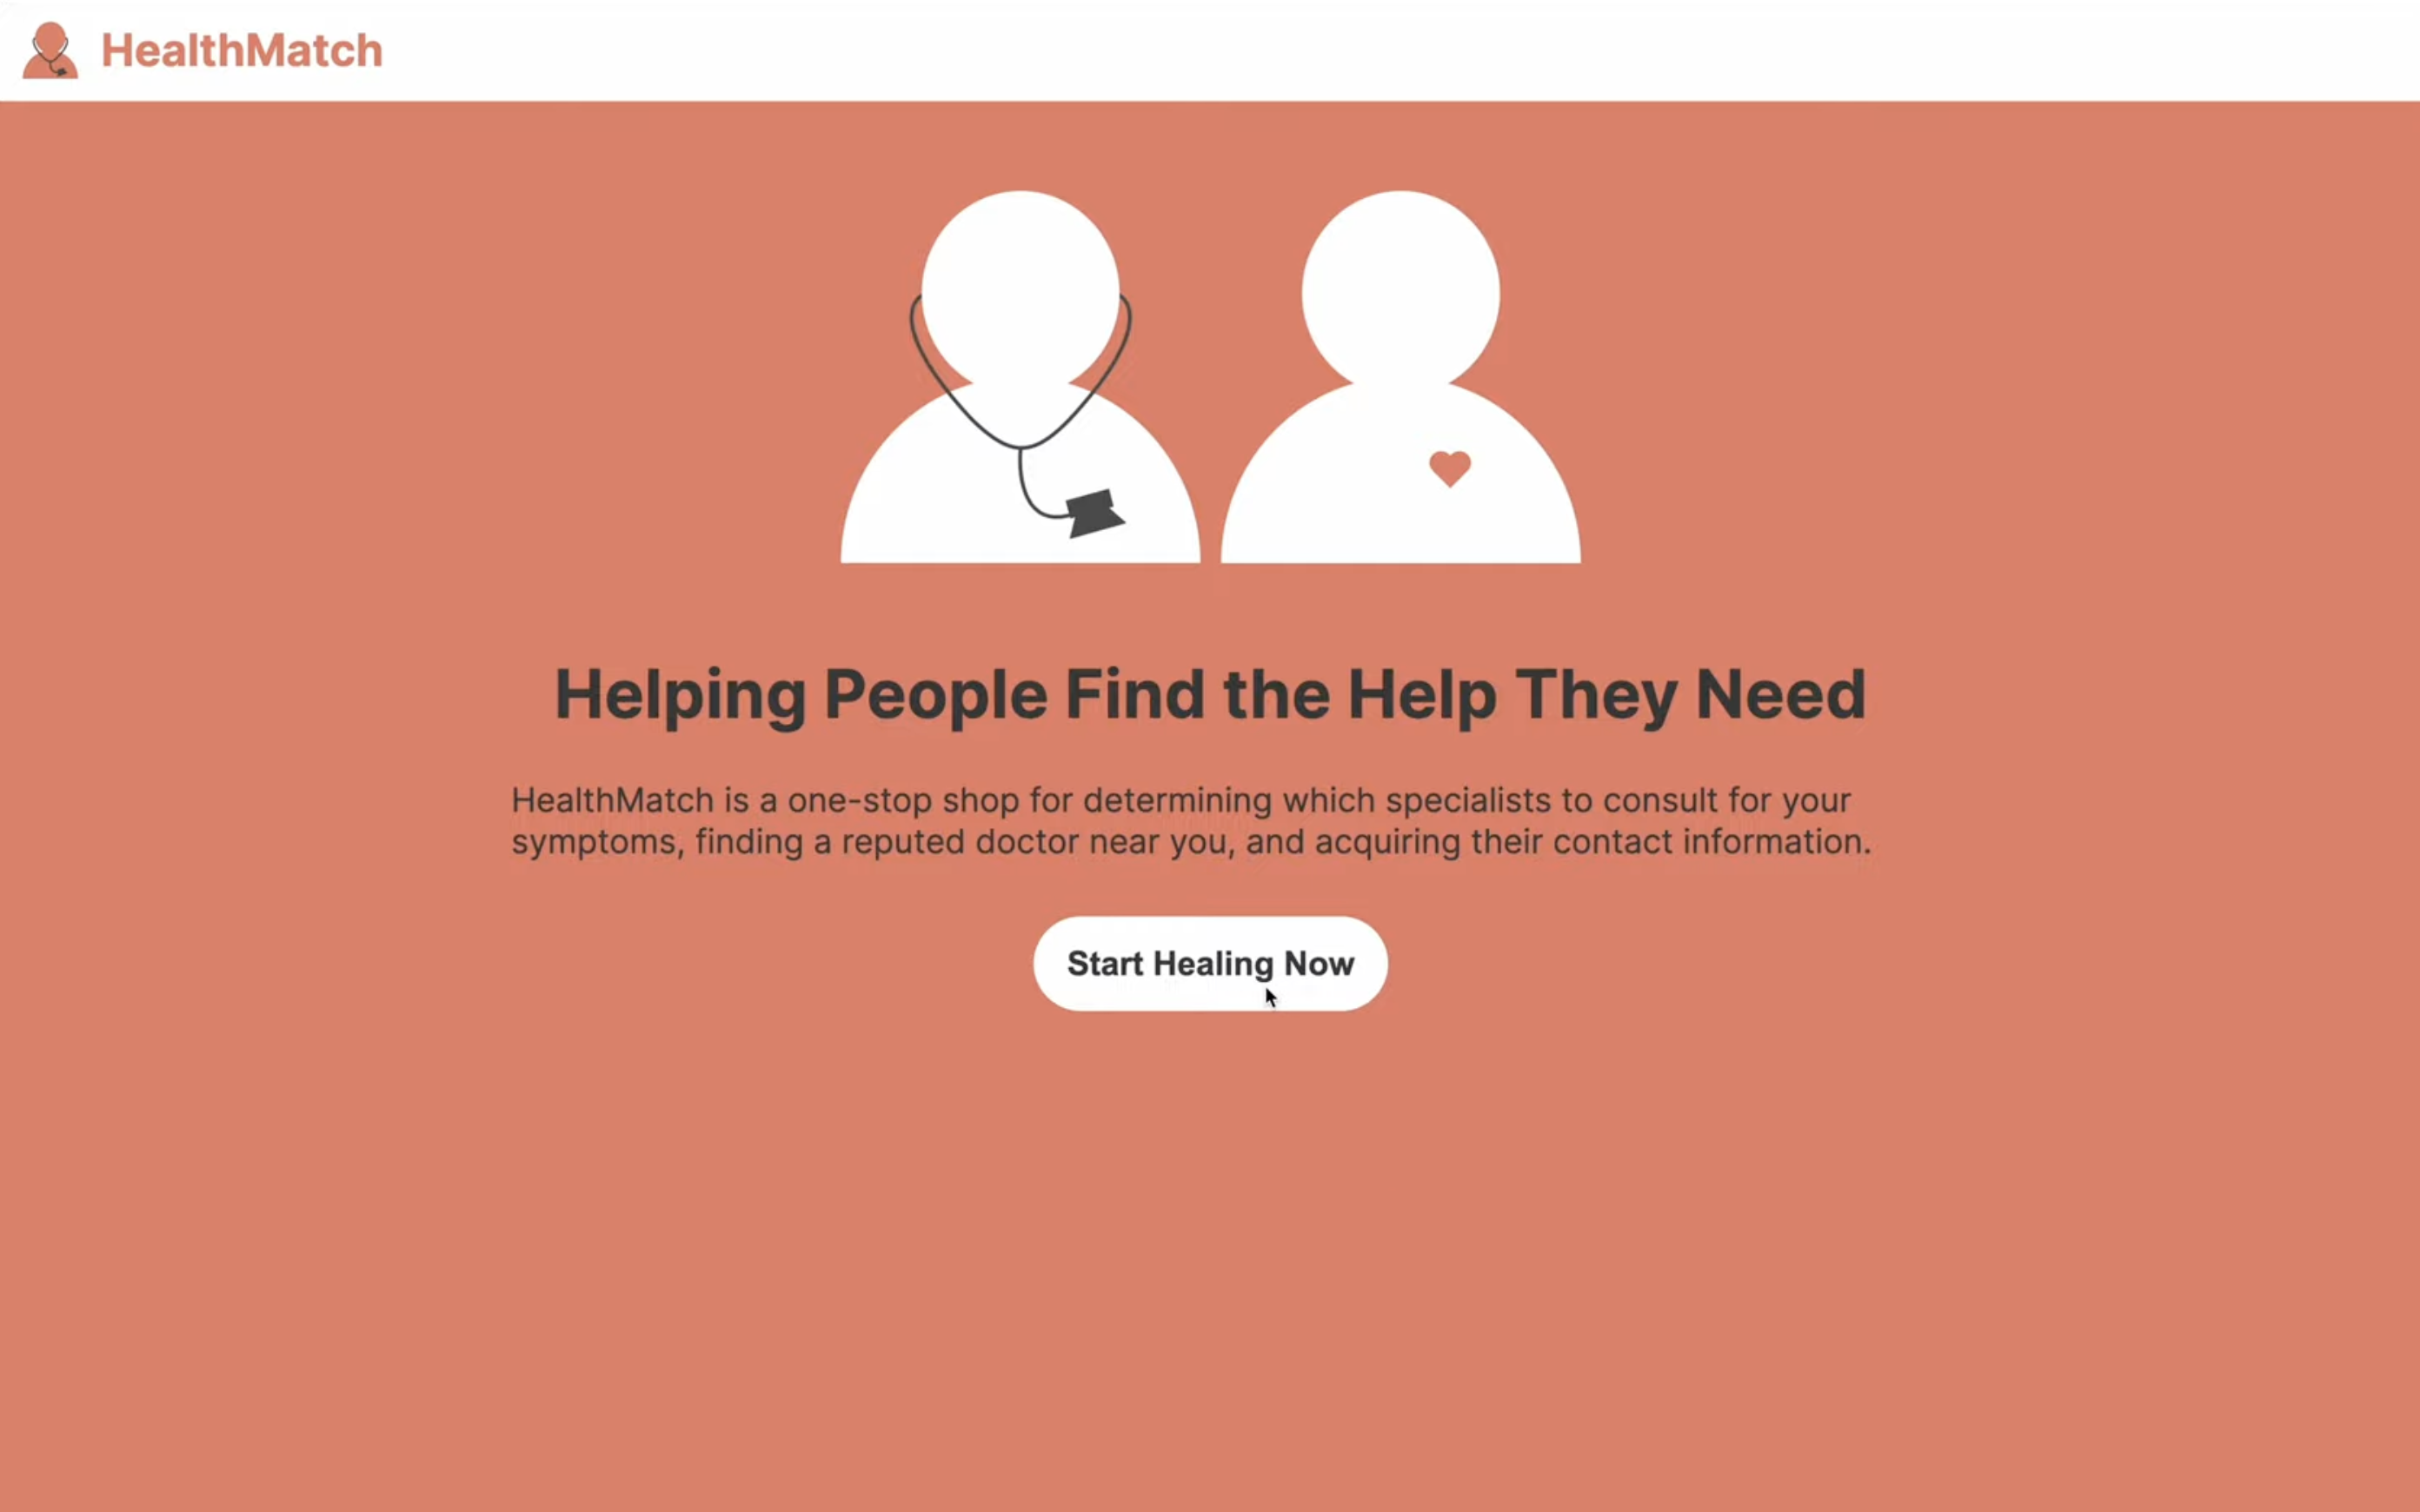 HealthMatch
Helping People Find the Help They Need
HealthMatch is a one-stop shop for determining which specialists to consult for your
symptoms, finding a reputed doctor near you, and acquiring their contact information.
Start Healing Now